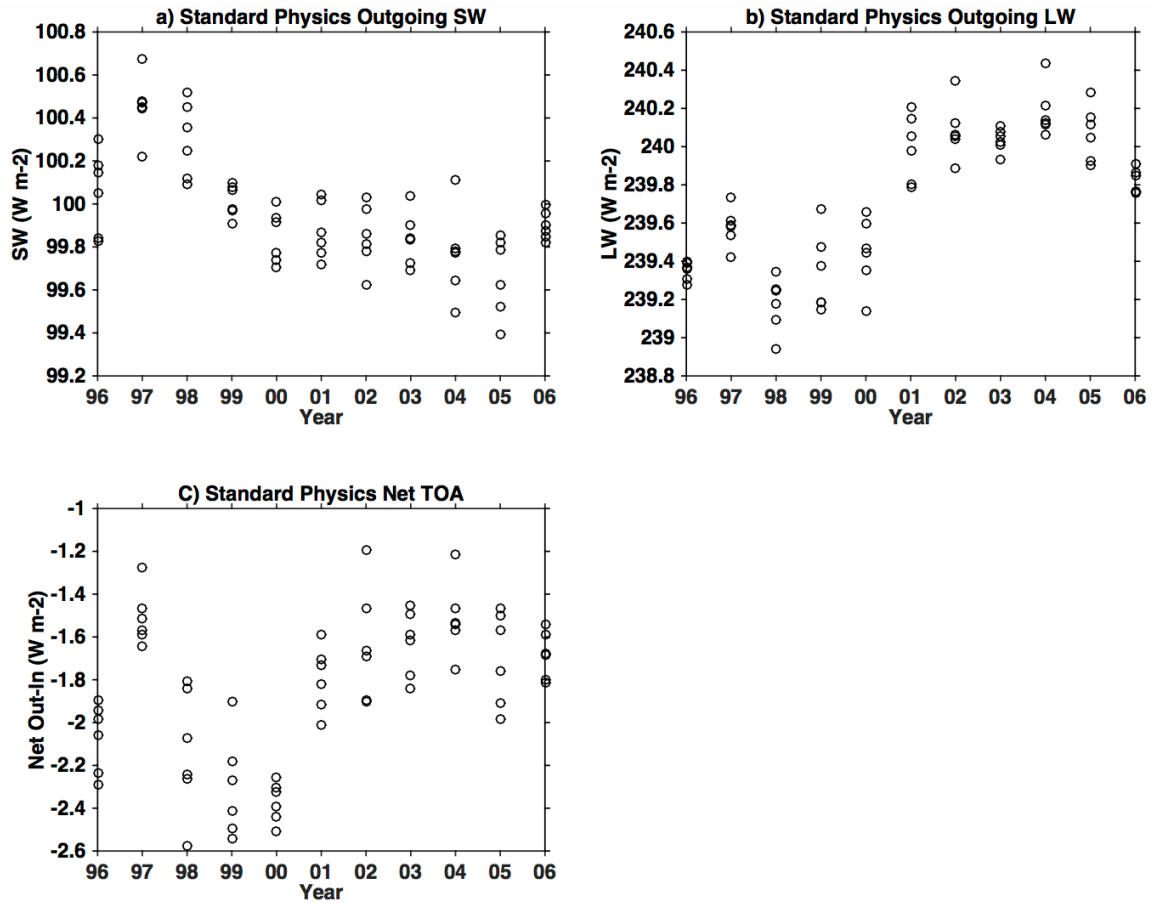 a) Standard Physics Outgoing SW
100.8
100.6
100.4
100.2
100
99.8
99.6
99.4
99.2
SW (W m-2)
96 97 98 99 00 01 02 03 04 05 06
Year
b) Standard Physics Outgoing LW
240.6
240.4
240.2
240
239.8
239.6
239.4
239.2
239
238.8
LW (W m-2)
96 97 98 99 00 01 02 03 04 05 06
Year
C) Standard Physics Net TOA
-1
-1.2
-1.4
-1.6
-1.8
-2
-2.2
-2.4
-2.6
Net Out-In (W m-2)
96 97 98 99 00 01 02 03 04 05 06
Year